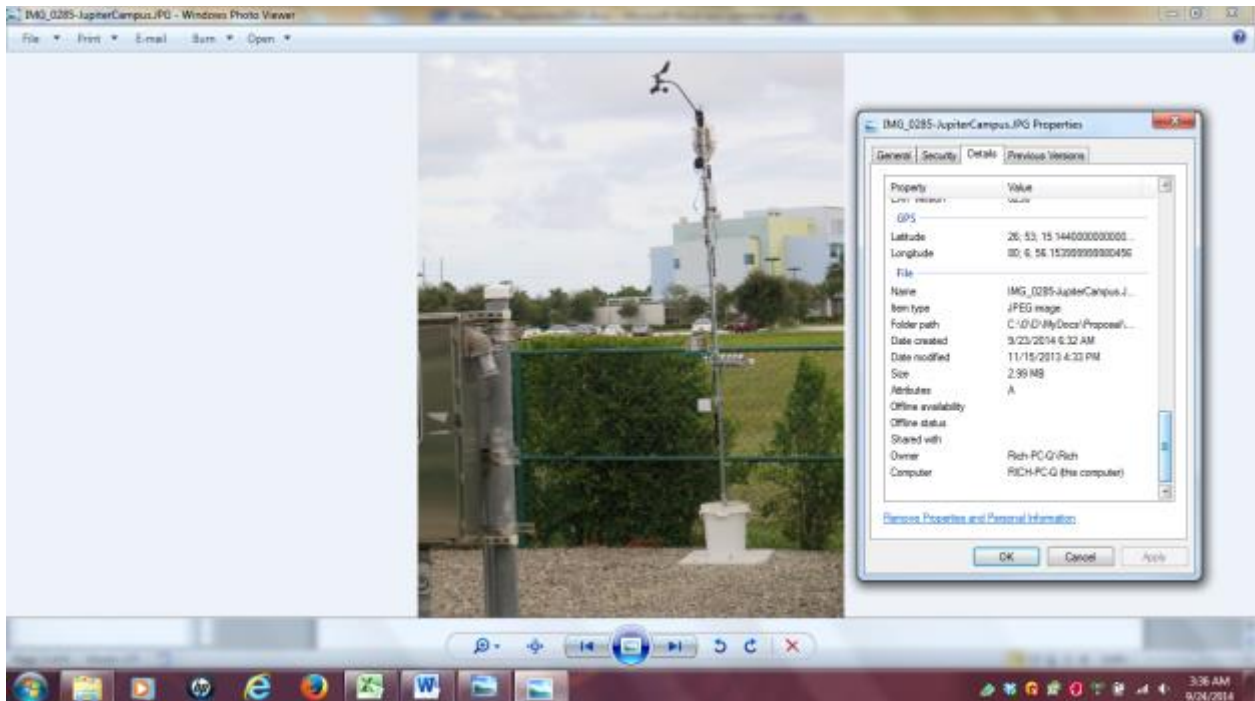 IMG_0285-JupiterCampus.JPG - Windows Photo Viewer
File Print E-mail Burn Open
IMG_0285-JupiterCampus.JPG Properties
General Security Details Previous Versions
Property Value
GPS
Latitude 26; 53; 15.1440000000000...
Longitude 80; 6; 56.153999999980456
File
Name IMG_0285-JupiterCampus.J...
Item type JPEG image
Folder path C:\0\D\MyDocs\Proposal\...
Date created 9/23/2014 6:32 AM
Date modified 11/15/2013 4:33 PM
Size 2.99 MB
Attributes A
Offline availability
Offline status
Shared with
Owner Rich-PC-Q\Rich
Computer RICH-PC-Q (this computer)
Remove Properties and Personal Information
OK Cancel Apply
3:36 AM
9/24/2014